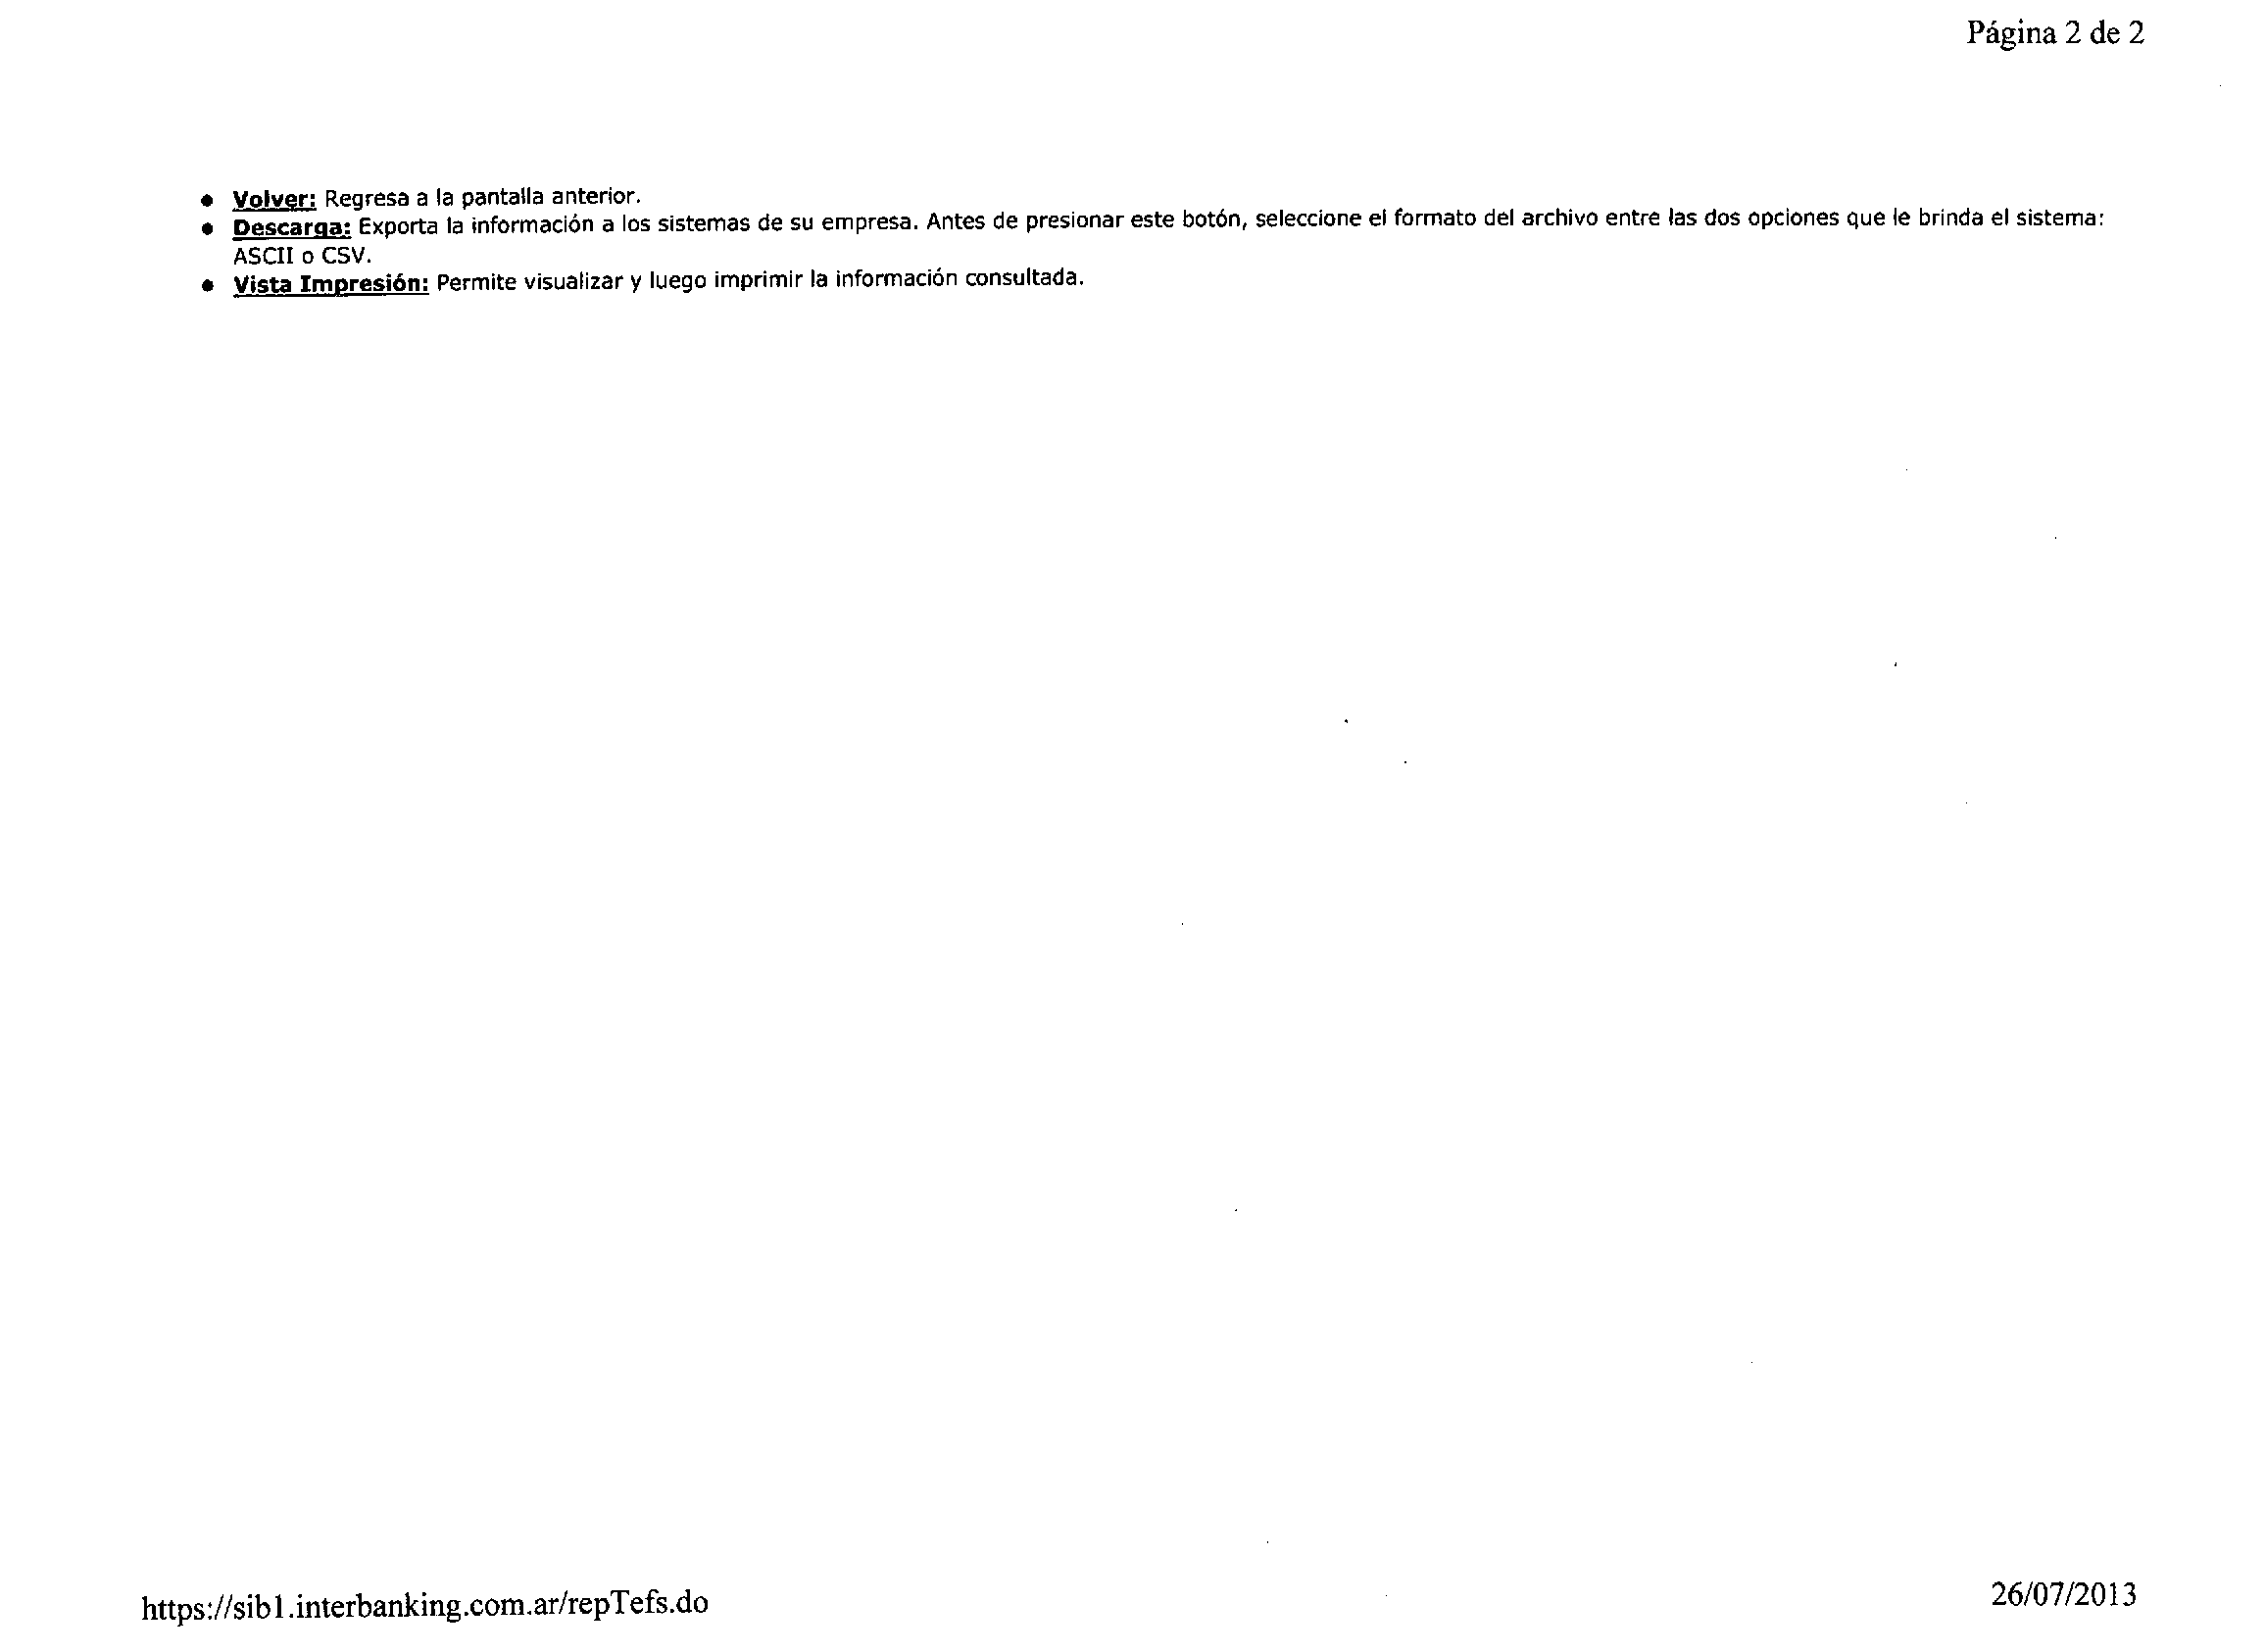 Página 2 de 2
• Volver: Regresa a la pantalla anterior.
• Descarga: Exporta la información a los sistemas de su empresa. Antes de presionar este botón, seleccione el formato del archivo entre las dos opciones que le brinda el sistema:
ASCII o CSV.
• Vista Impresión: Permite visualizar y luego imprimir la información consultada.
https://sib1.interbanking.com.ar/repTefs.do
26/07/2013